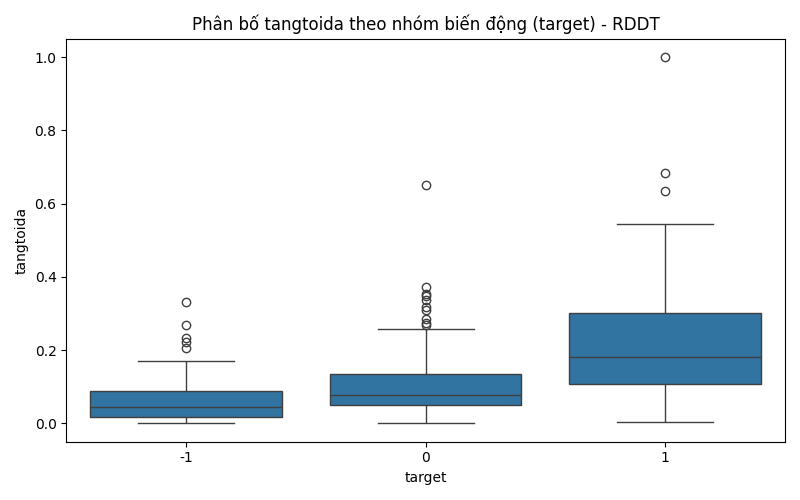 Phân bố tangtoida theo nhóm biến động (target) - RDDT
1.0
0.8
0.6
0.4
0.2
0.0
tangtoida
-1 0 1
target